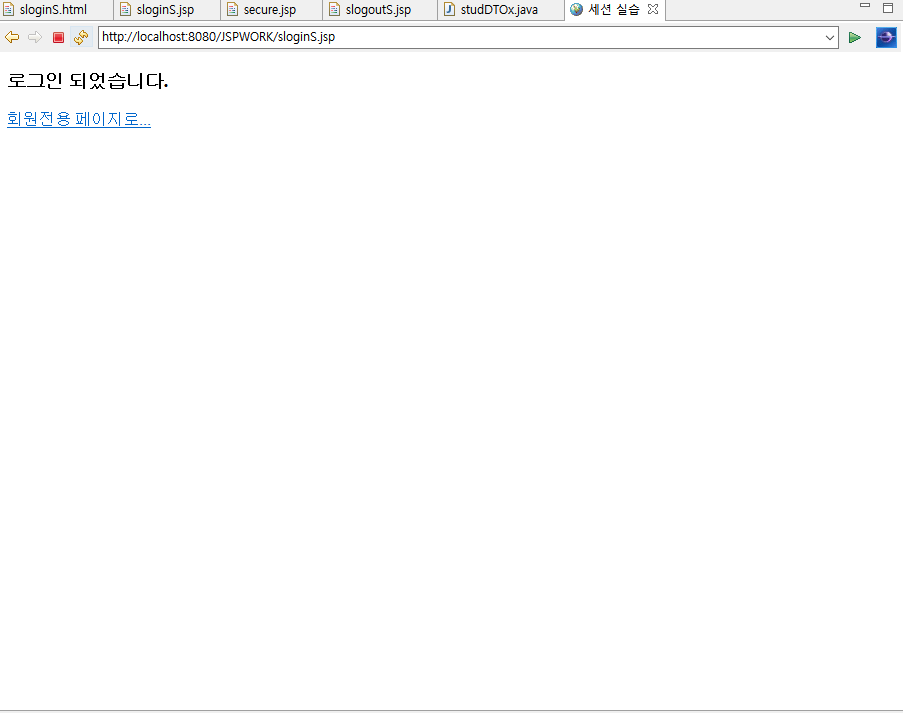 sloginS.html sloginS.jsp secure.jsp slogoutS.jsp studDTOx.java 세션 실습
http://localhost:8080/JSPWORK/sloginS.jsp
로그인 되었습니다.
회원전용 페이지로...